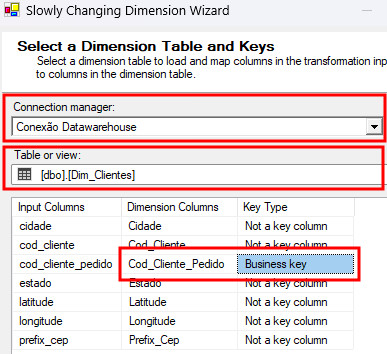 Slowly Changing Dimension Wizard
Select a Dimension Table and Keys
Select a dimension table to load and map columns in the transformation inp
to columns in the dimension table.
Connection manager:
Conexão Datawarehouse
Table or view:
[dbo].[Dim_Clientes]
Input Columns Dimension Columns Key Type
cidade Cidade Not a key column
cod_cliente Cod_Cliente Not a key column
cod_cliente_pedido Cod_Cliente_Pedido Business key
estado Estado Not a key column
latitude Latitude Not a key column
longitude Longitude Not a key column
prefix_cep Prefix_Cep Not a key column